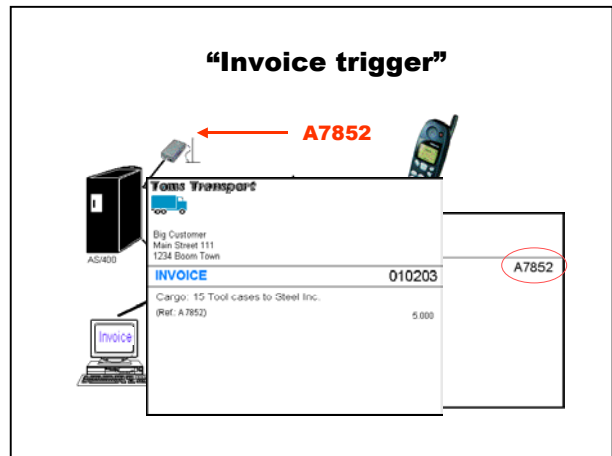 “Invoice trigger”
A7852
Toms Transport
Big Customer
Main Street 111
1234 Boom Town
AS/400
INVOICE 010203
A7852
Cargo: 15 Tool cases to Steel Inc.
(Ref.: A7852) 5.000
Invoice